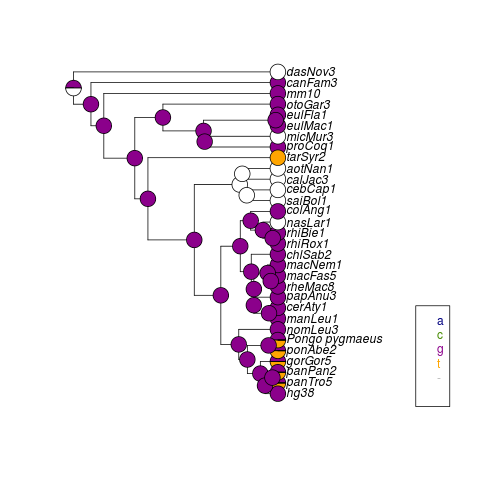 dasNov3
canFam3
mm10
otoGar3
eulFla1
eulMac1
micMur3
proCoq1
tarSyr2
aotNan1
calJac3
cebCap1
saiBol1
colAng1
nasLar1
rhiBie1
rhiRox1
chlSab2
macNem1
macFas5
rheMac8
papAnu3
cerAty1
manLeu1
nomLeu3
Pongo pygmaeus
ponAbe2
gorGor5
panPan2
panTro5
hg38
a
c
g
t
-